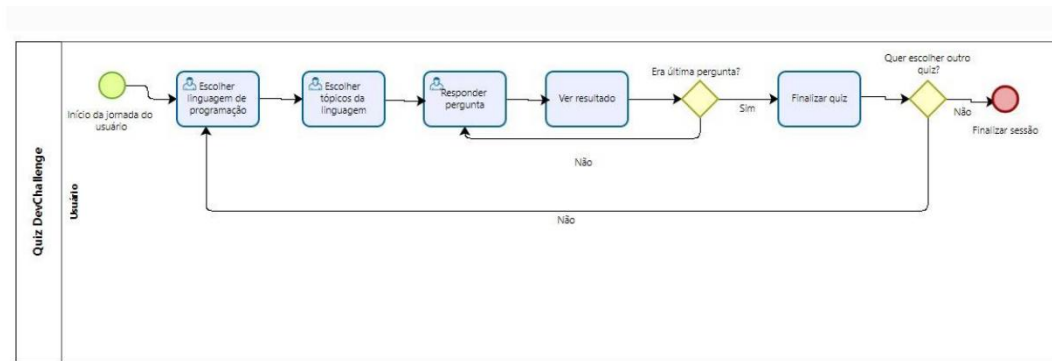 Quiz DevChallenge
Usuário
Início da jornada do
usuário
Escolher
linguagem de
programação
Escolher
tópicos da
linguagem
Responder
pergunta
Ver resultado
Era última pergunta?
Sim
Não
Finalizar quiz
Quer escolher outro
quiz?
Não
Finalizar sessão
Não